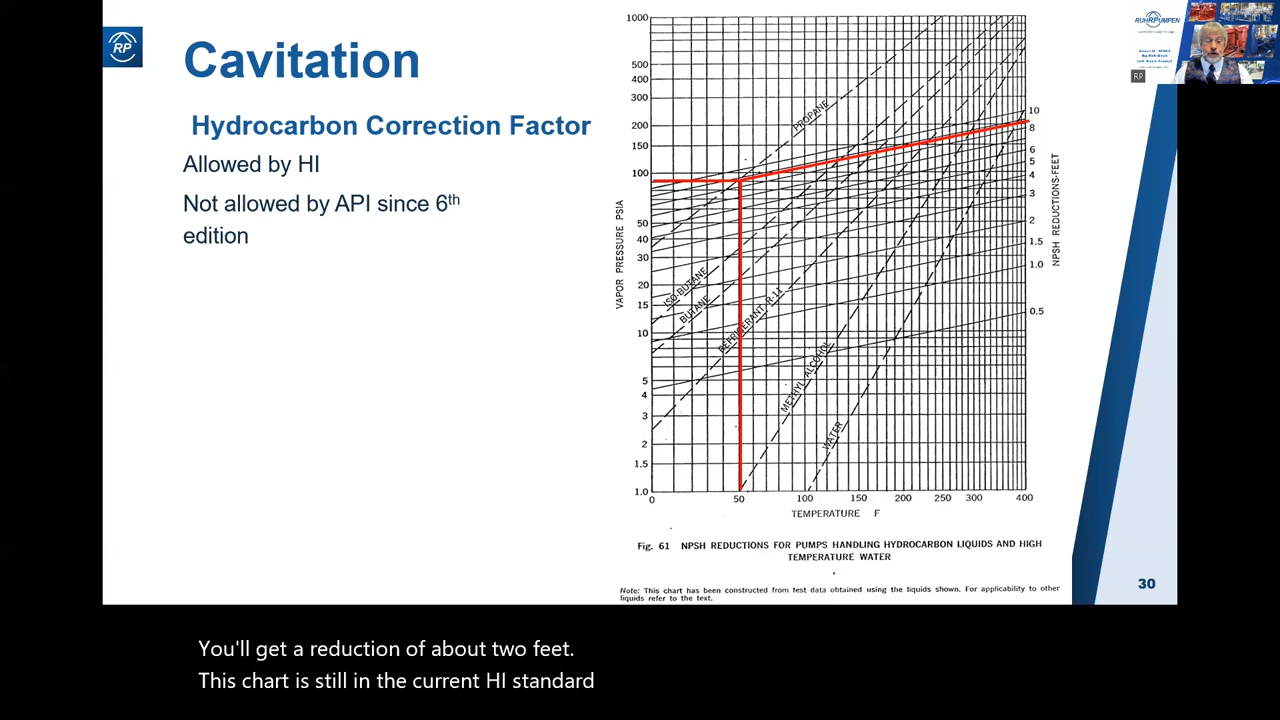 RP
Cavitation
Hydrocarbon Correction Factor
Allowed by HI
Not allowed by API since 6th
edition
1000
500
400
300
200
150
100
50
40
30
20
15
10
5
4
3
2
1.5
1.0
VAPOR PRESSURE PSIA
PROPANE
ISO-BUTANE
BUTANE
REFRIGERANT R-11
METHYL ALCOHOL
WATER
10
8
6
5
4
3
2
1.5
1.0
0.5
NPSH REDUCTIONS-FEET
0 50 100 150 200 250 300 400
TEMPERATURE F
Fig. 61 NPSH REDUCTIONS FOR PUMPS HANDLING HYDROCARBON LIQUIDS AND HIGH
TEMPERATURE WATER
Note: This chart has been constructed from test data obtained using the liquids shown. For applicability to other
liquids refer to the text.
30
RUHRPUMPEN
RP
You'll get a reduction of about two feet.
This chart is still in the current HI standard